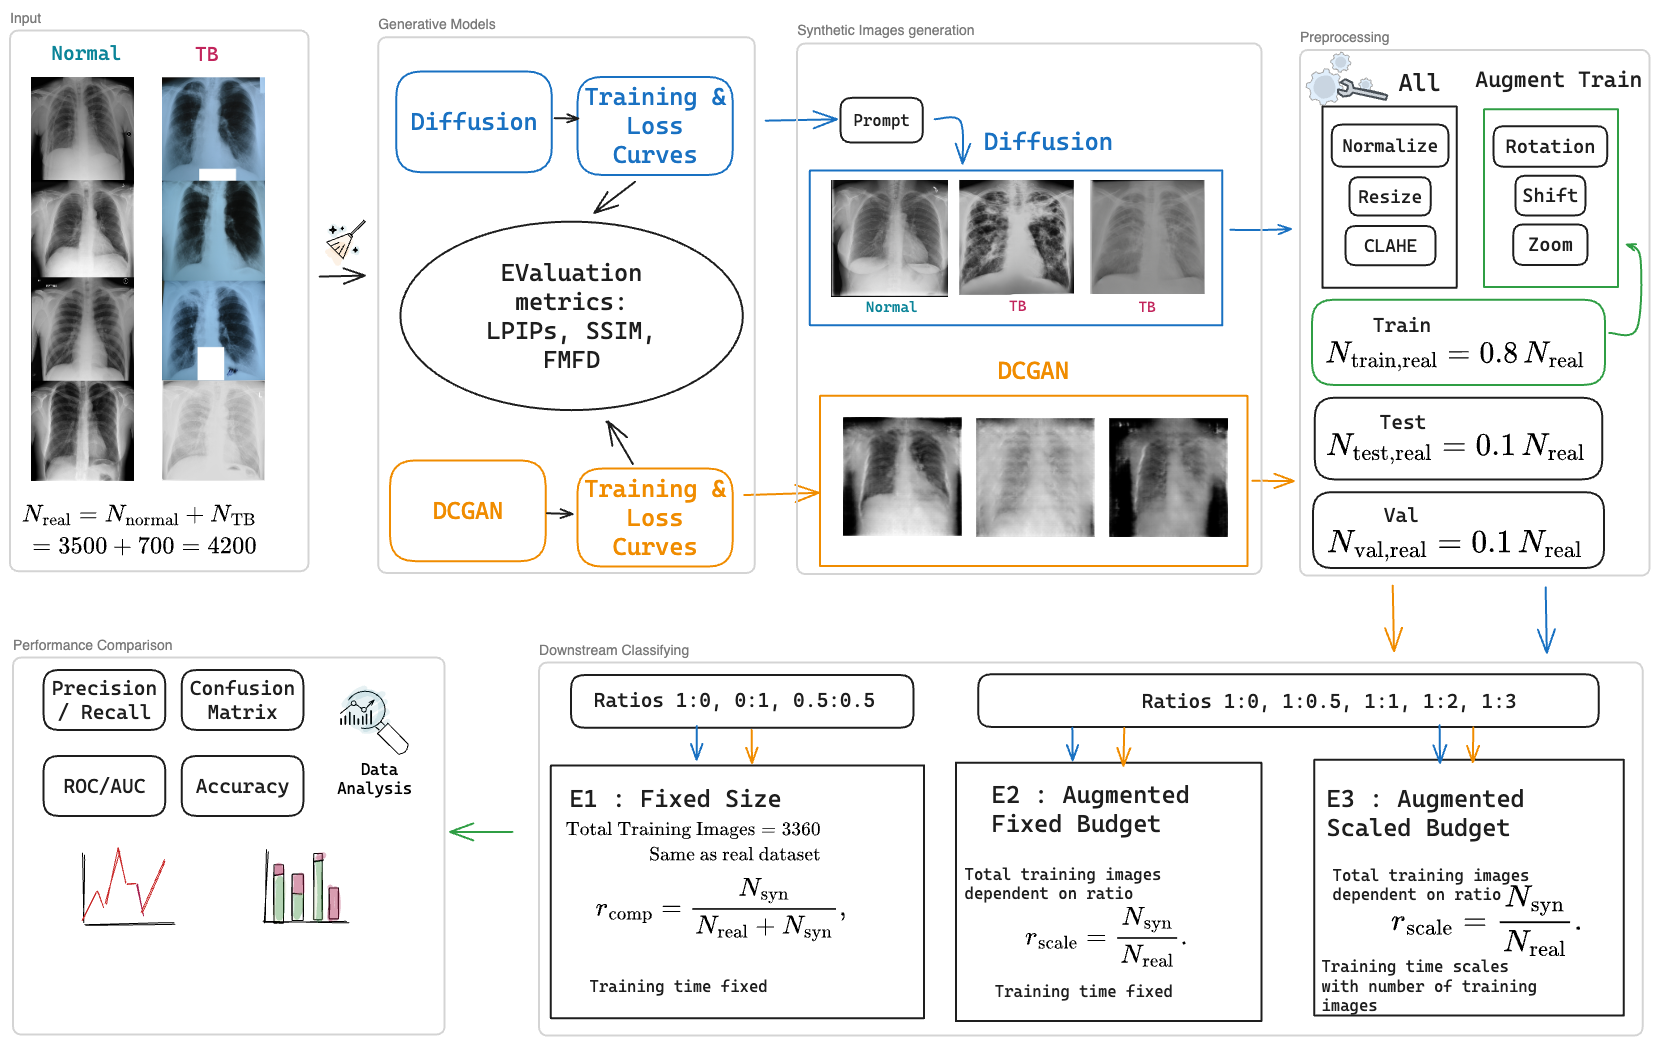 Input
Normal
TB
N_real = N_normal + N_TB
= 3500 + 700 = 4200
Generative Models
Diffusion
Training &
Loss
Curves
EValuation
metrics:
LPIPs, SSIM,
FMFD
DCGAN
Training &
Loss
Curves
Synthetic Images generation
Prompt
Diffusion
Normal
TB
TB
DCGAN
Preprocessing
All
Normalize
Resize
CLAHE
Augment Train
Rotation
Shift
Zoom
Train
N_train,real = 0.8 N_real
Test
N_test,real = 0.1 N_real
Val
N_val,real = 0.1 N_real
Performance Comparison
Precision
/ Recall
Confusion
Matrix
ROC/AUC
Accuracy
Data
Analysis
Downstream Classifying
Ratios 1:0, 0:1, 0.5:0.5
E1 : Fixed Size
Total Training Images = 3360
Same as real dataset
r_comp = N_syn / (N_real + N_syn),
Training time fixed
Ratios 1:0, 1:0.5, 1:1, 1:2, 1:3
E2 : Augmented
Fixed Budget
Total training images
dependent on ratio
r_scale = N_syn / N_real.
Training time fixed
E3 : Augmented
Scaled Budget
Total training images
dependent on ratio
r_scale = N_syn / N_real.
Training time scales
with number of training
images